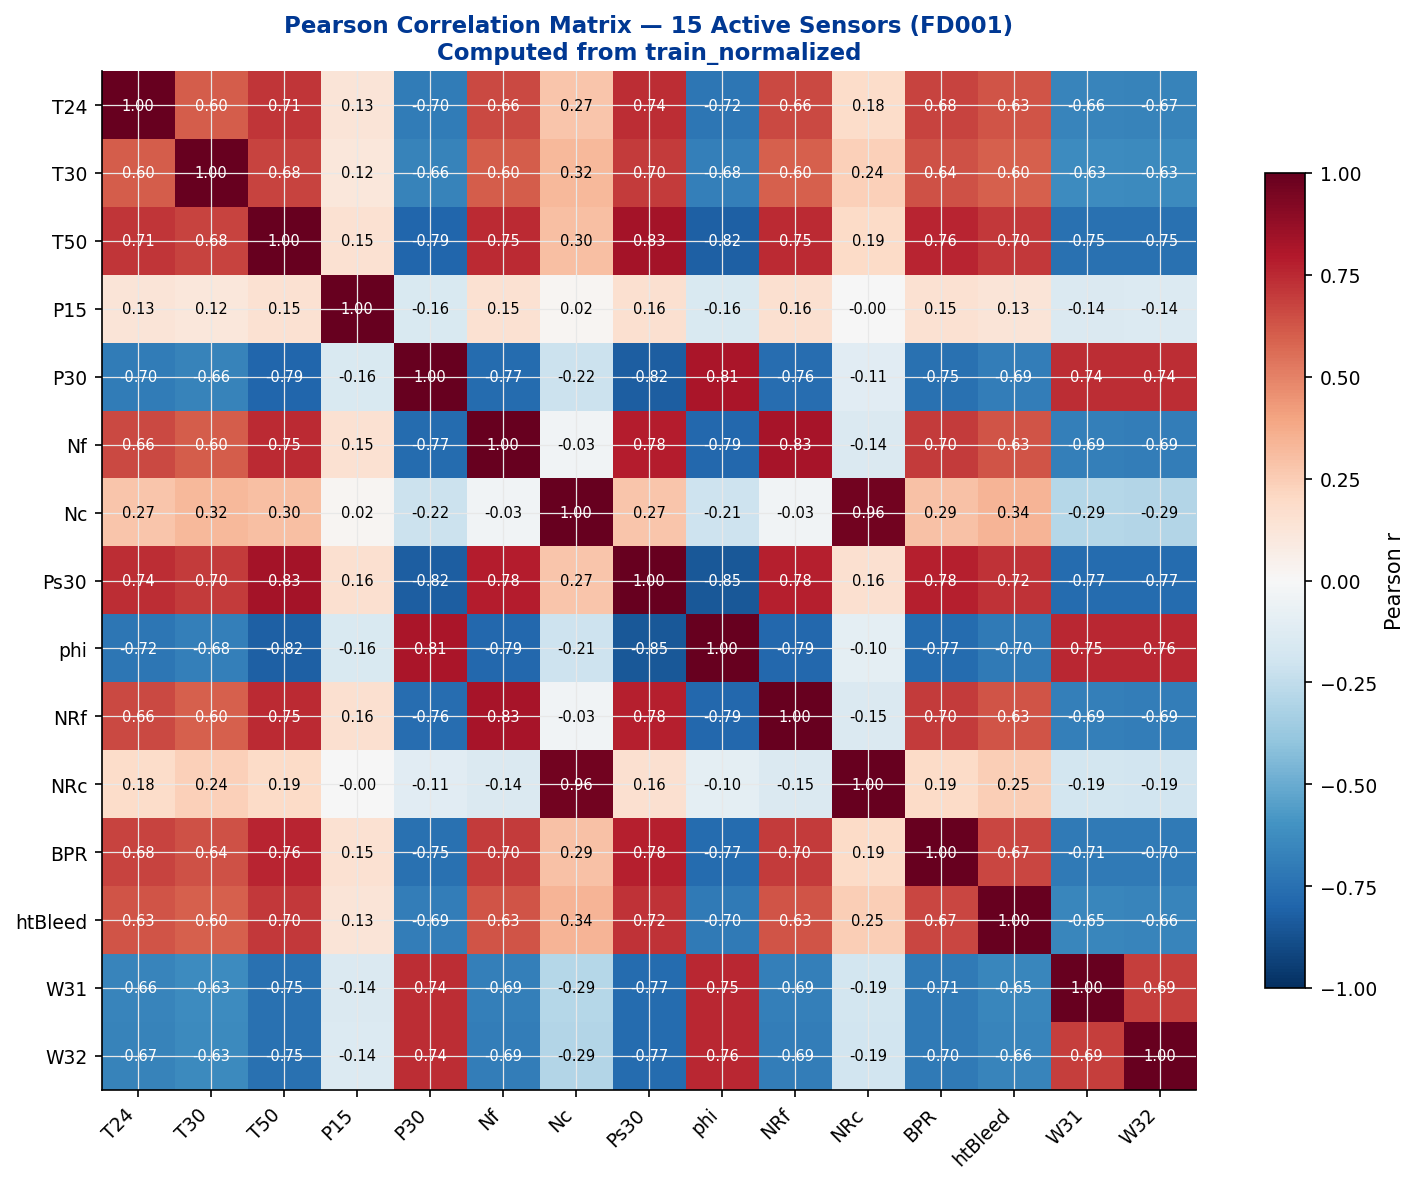 Pearson Correlation Matrix — 15 Active Sensors (FD001)
Computed from train_normalized
T24 1.00 0.60 0.71 0.13 -0.70 0.66 0.27 0.74 -0.72 0.66 0.18 0.68 0.63 -0.66 -0.67
T30 0.60 1.00 0.68 0.12 -0.66 0.60 0.32 0.70 -0.68 0.60 0.24 0.64 0.60 -0.63 -0.63
T50 0.71 0.68 1.00 0.15 -0.79 0.75 0.30 0.83 -0.82 0.75 0.19 0.76 0.70 -0.75 -0.75
P15 0.13 0.12 0.15 1.00 -0.16 0.15 0.02 0.16 -0.16 0.16 -0.00 0.15 0.13 -0.14 -0.14
P30 -0.70 -0.66 -0.79 -0.16 1.00 -0.77 -0.22 -0.82 0.81 -0.76 -0.11 -0.75 -0.69 0.74 0.74
Nf 0.66 0.60 0.75 0.15 -0.77 1.00 -0.03 0.78 -0.79 0.83 -0.14 0.70 0.63 -0.69 -0.69
Nc 0.27 0.32 0.30 0.02 -0.22 -0.03 1.00 0.27 -0.21 -0.03 0.96 0.29 0.34 -0.29 -0.29
Ps30 0.74 0.70 0.83 0.16 -0.82 0.78 0.27 1.00 -0.85 0.78 0.16 0.78 0.72 -0.77 -0.77
phi -0.72 -0.68 -0.82 -0.16 0.81 -0.79 -0.21 -0.85 1.00 -0.79 -0.10 -0.77 -0.70 0.75 0.76
NRf 0.66 0.60 0.75 0.16 -0.76 0.83 -0.03 0.78 -0.79 1.00 -0.15 0.70 0.63 -0.69 -0.69
NRc 0.18 0.24 0.19 -0.00 -0.11 -0.14 0.96 0.16 -0.10 -0.15 1.00 0.19 0.25 -0.19 -0.19
BPR 0.68 0.64 0.76 0.15 -0.75 0.70 0.29 0.78 -0.77 0.70 0.19 1.00 0.67 -0.71 -0.70
htBleed 0.63 0.60 0.70 0.13 -0.69 0.63 0.34 0.72 -0.70 0.63 0.25 0.67 1.00 -0.65 -0.66
W31 -0.66 -0.63 -0.75 -0.14 0.74 -0.69 -0.29 -0.77 0.75 -0.69 -0.19 -0.71 -0.65 1.00 0.69
W32 -0.67 -0.63 -0.75 -0.14 0.74 -0.69 -0.29 -0.77 0.76 -0.69 -0.19 -0.70 -0.66 0.69 1.00
T24 T30 T50 P15 P30 Nf Nc Ps30 phi NRf NRc BPR htBleed W31 W32
1.00
0.75
0.50
0.25
0.00
−0.25
−0.50
−0.75
−1.00
Pearson r